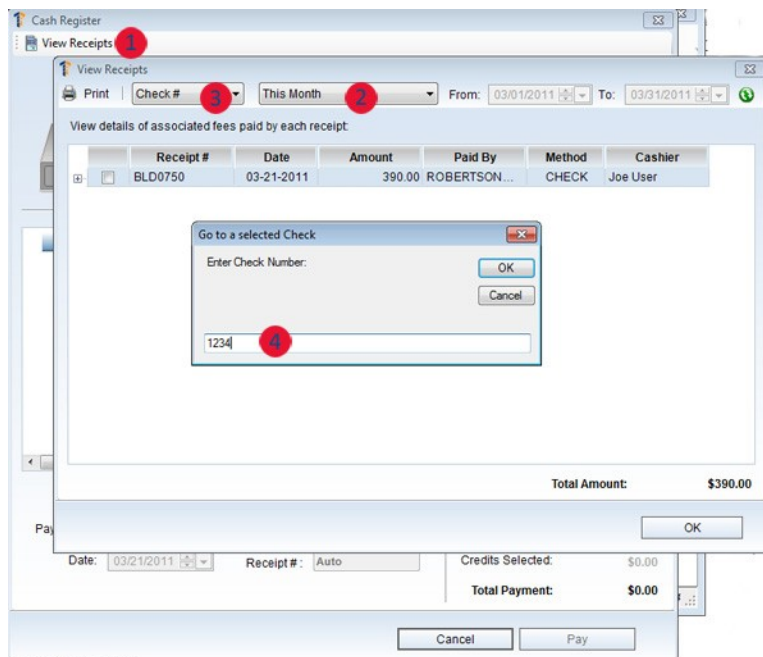 Cash Register
View Receipts 1
View Receipts
Print Check # 3 This Month 2 From: 03/01/2011 To: 03/31/2011
View details of associated fees paid by each receipt:
Receipt # Date Amount Paid By Method Cashier
BLD0750 03-21-2011 390.00 ROBERTSON... CHECK Joe User
Go to a selected Check
Enter Check Number:
OK
Cancel
1234 4
Total Amount: $390.00
OK
Pay
Date: 03/21/2011 Receipt # : Auto Credits Selected: $0.00
Total Payment: $0.00
Cancel Pay